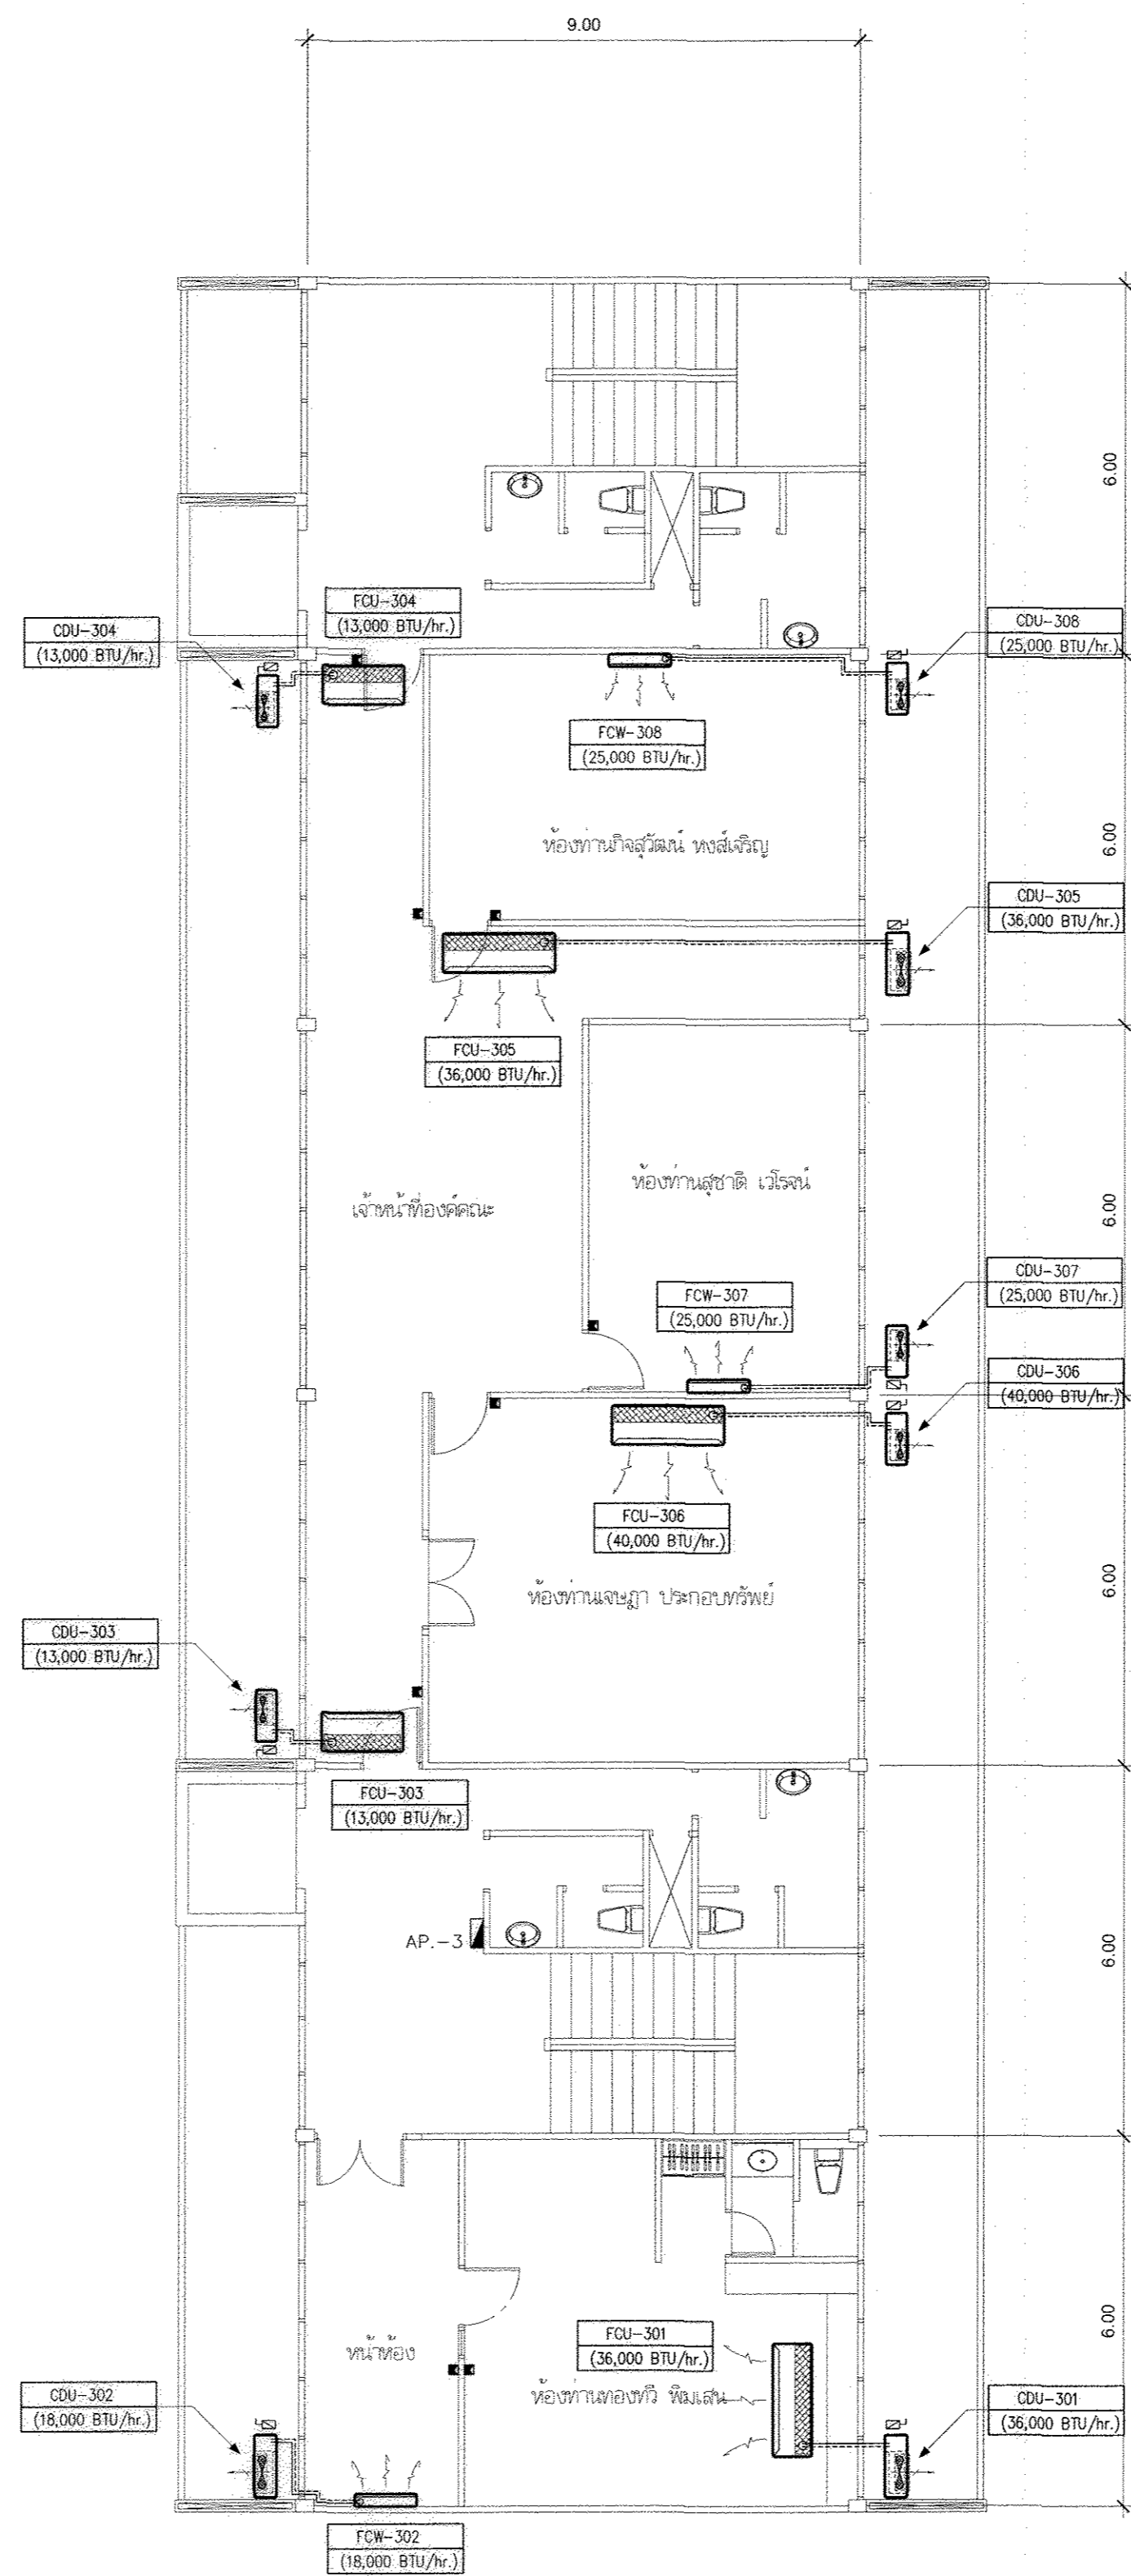 9.00
6.00
FCU-304
(13,000 BTU/hr.)
CDU-304
(13,000 BTU/hr.)
CDU-308
(25,000 BTU/hr.)
FCW-308
(25,000 BTU/hr.)
6.00
ห้องท่านกิจสุวัฒน์ หงส์เจริญ
CDU-305
(36,000 BTU/hr.)
FCU-305
(36,000 BTU/hr.)
ห้องท่านสุชาติ เวโรจน์
เจ้าหน้าที่องค์คณะ
6.00
CDU-307
(25,000 BTU/hr.)
FCW-307
(25,000 BTU/hr.)
CDU-306
(40,000 BTU/hr.)
FCU-306
(40,000 BTU/hr.)
6.00
ห้องท่านเจษฎา ประกอบทรัพย์
CDU-303
(13,000 BTU/hr.)
FCU-303
(13,000 BTU/hr.)
AP.-3
6.00
6.00
FCU-301
(36,000 BTU/hr.)
หน้าห้อง
ห้องท่านทองทวี พิมเสน
CDU-302
(18,000 BTU/hr.)
CDU-301
(36,000 BTU/hr.)
FCW-302
(18,000 BTU/hr.)